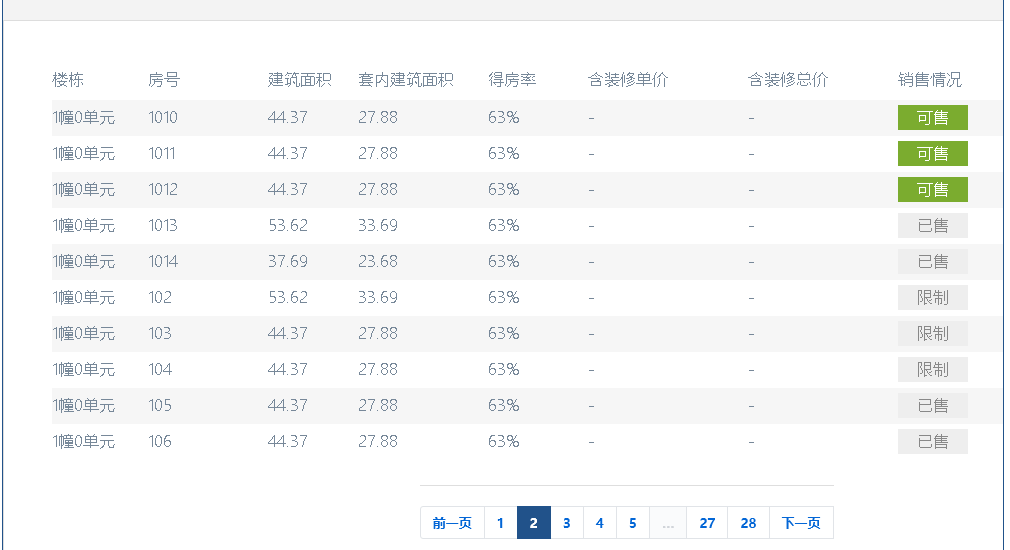 楼栋 房号 建筑面积 套内建筑面积 得房率 含装修单价 含装修总价 销售情况
1幢0单元 1010 44.37 27.88 63% - - 可售
1幢0单元 1011 44.37 27.88 63% - - 可售
1幢0单元 1012 44.37 27.88 63% - - 可售
1幢0单元 1013 53.62 33.69 63% - - 已售
1幢0单元 1014 37.69 23.68 63% - - 已售
1幢0单元 102 53.62 33.69 63% - - 限制
1幢0单元 103 44.37 27.88 63% - - 限制
1幢0单元 104 44.37 27.88 63% - - 限制
1幢0单元 105 44.37 27.88 63% - - 已售
1幢0单元 106 44.37 27.88 63% - - 已售
前一页 1 2 3 4 5 ... 27 28 下一页